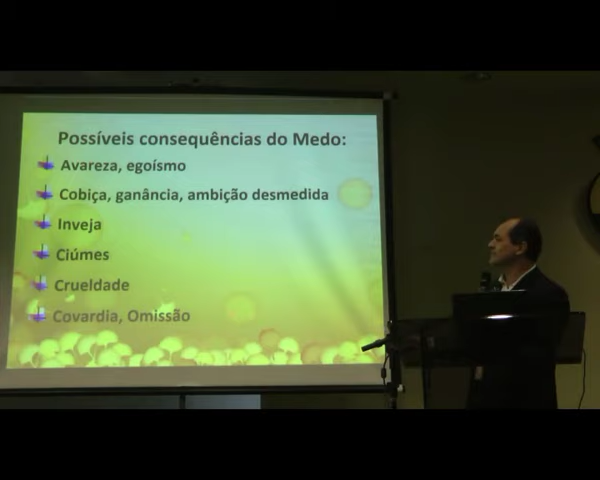 Possíveis consequências do Medo:
Avareza, egoísmo
Cobiça, ganância, ambição desmedida
Inveja
Ciúmes
Crueldade
Covardia, Omissão